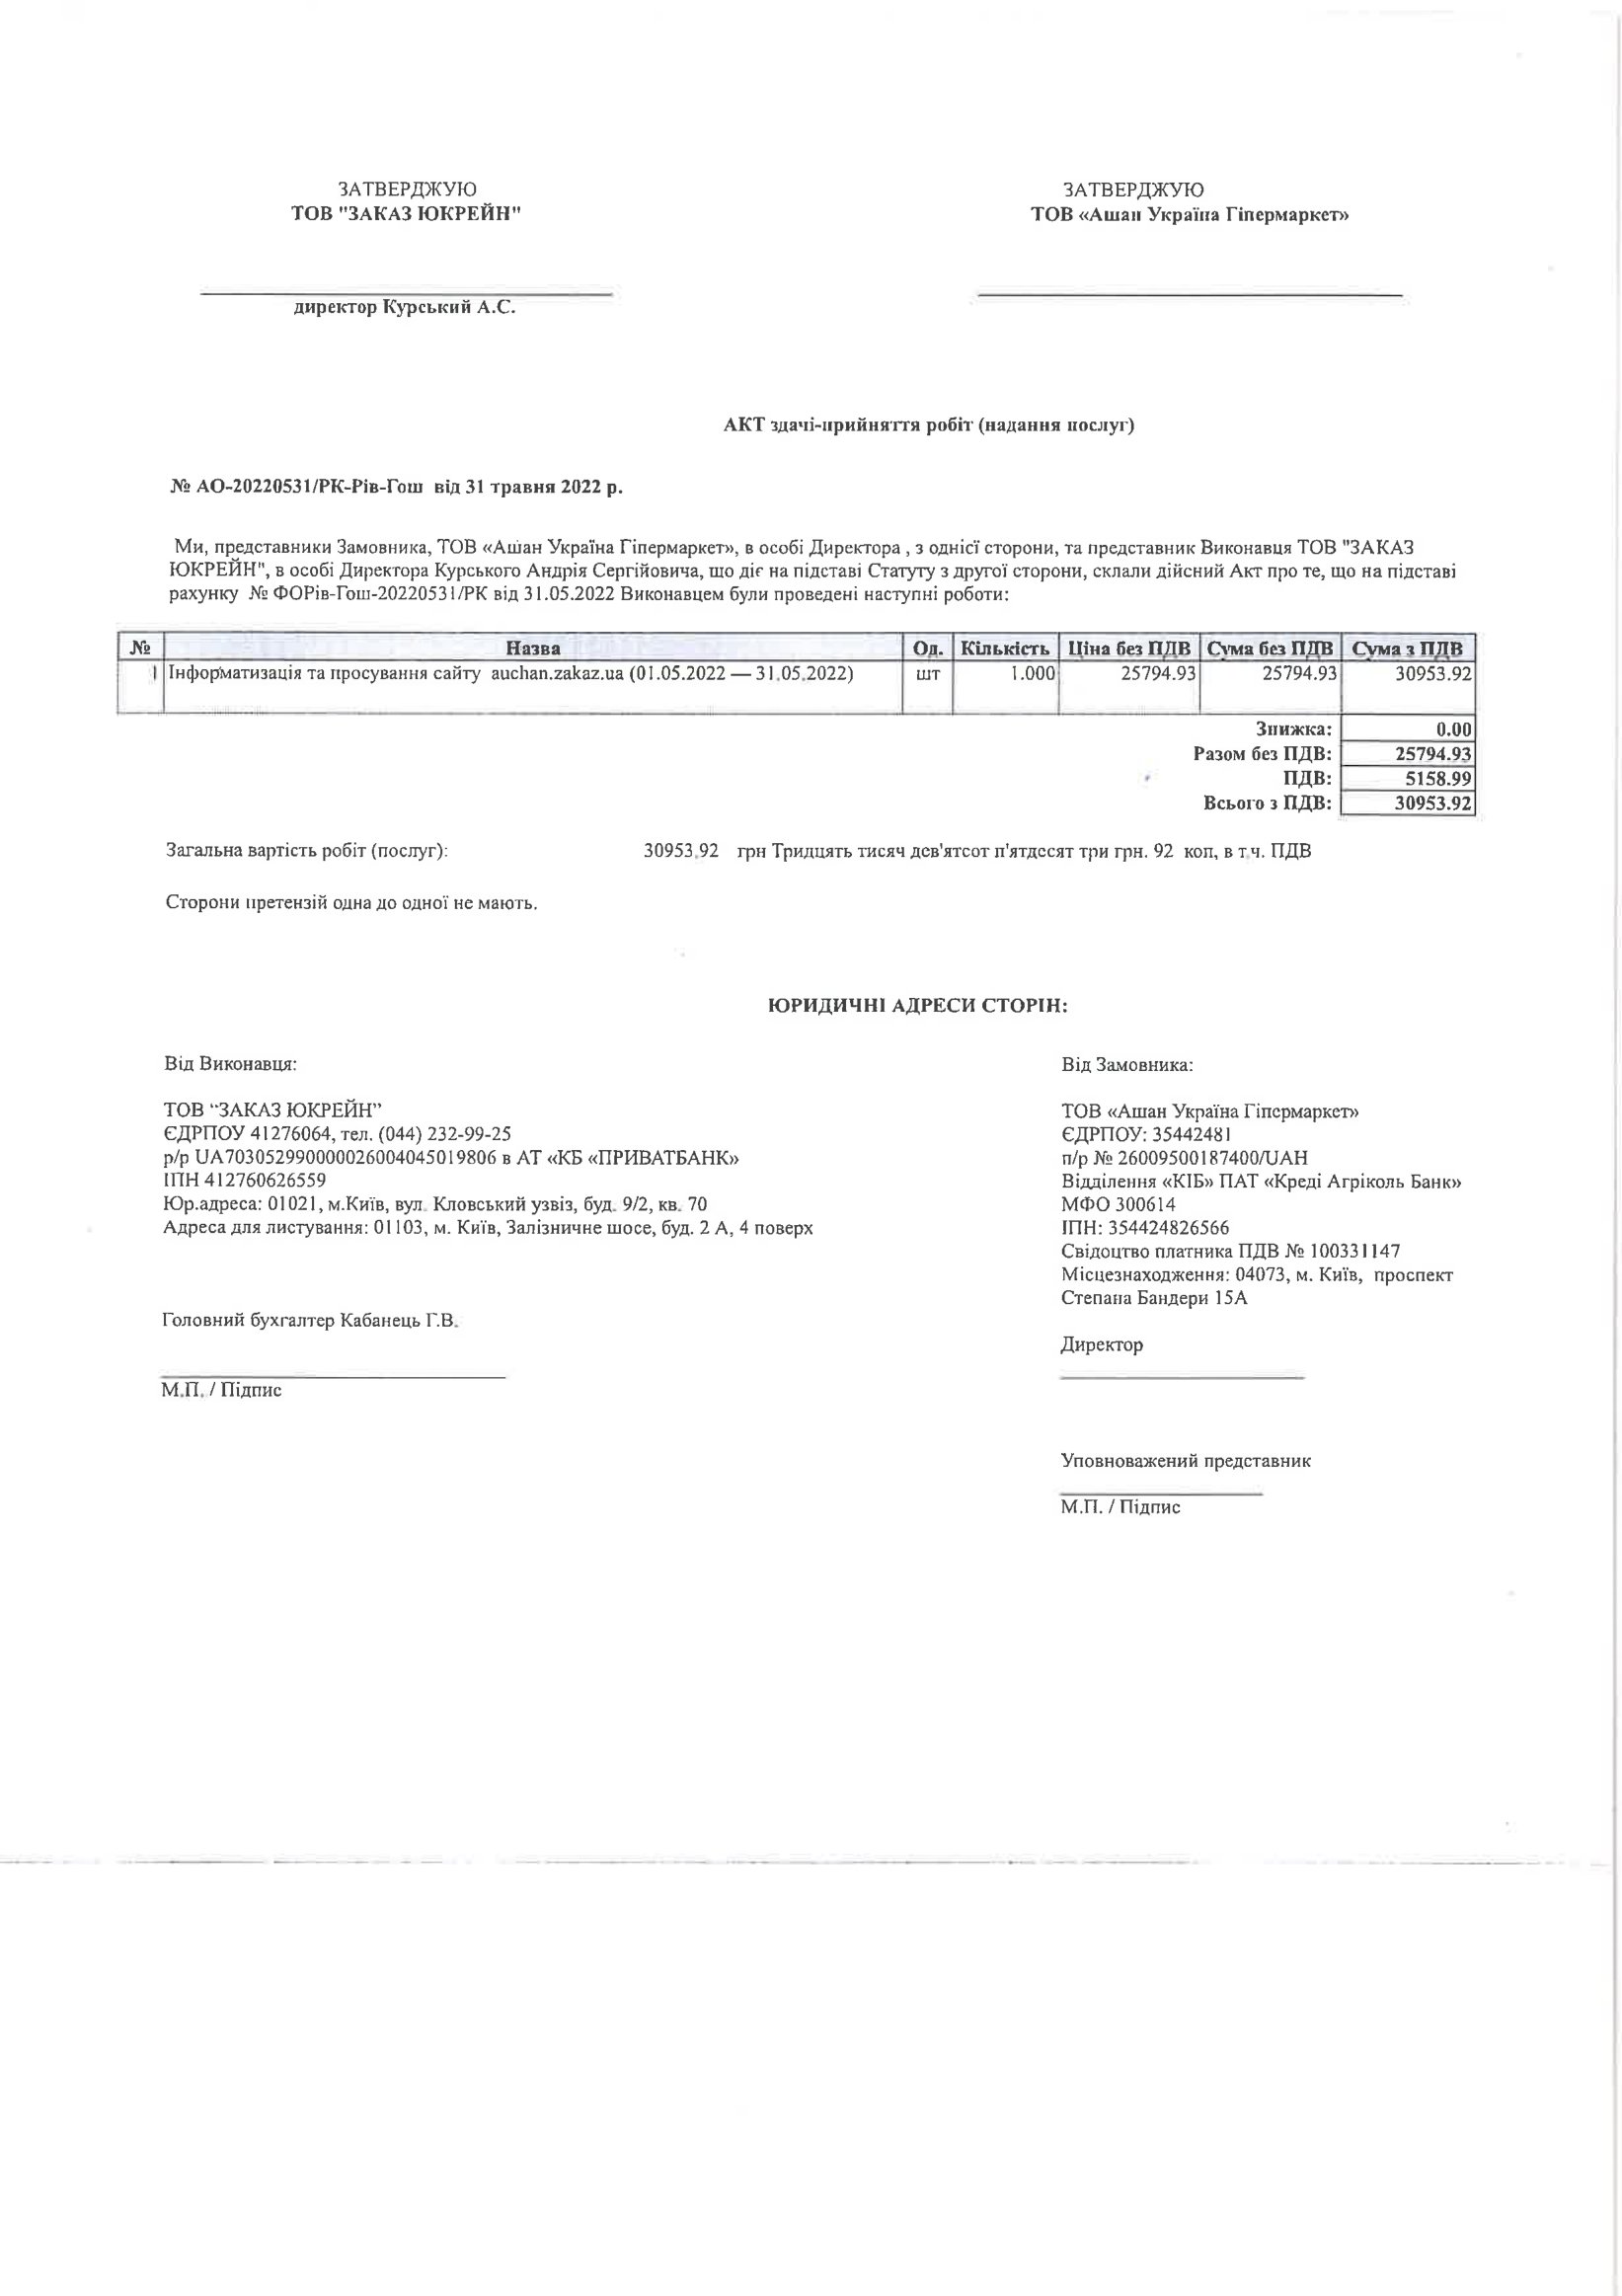 ЗАТВЕРДЖУЮ
ТОВ "ЗАКАЗ ЮКРЕЙН"
директор Курський А.С.
ЗАТВЕРДЖУЮ
ТОВ «Ашан Україна Гіпермаркет»
АКТ здачі-прийняття робіт (надання послуг)
№ АО-20220531/РК-Рів-Гош від 31 травня 2022 р.
Ми, представники Замовника, ТОВ «Ашан Україна Гіпермаркет», в особі Директора , з однієї сторони, та представник Виконавця ТОВ "ЗАКАЗ
ЮКРЕЙН", в особі Директора Курського Андрія Сергійовича, що діє на підставі Статуту з другої сторони, склали дійсний Акт про те, що на підставі
рахунку № ФОРів-Гош-20220531/РК від 31.05.2022 Виконавцем були проведені наступні роботи:
№ Назва Од. Кількість Ціна без ПДВ Сума без ПДВ Сума з ПДВ
1 Інформатизація та просування сайту auchan.zakaz.ua (01.05.2022 — 31.05.2022) шт 1.000 25794.93 25794.93 30953.92
Знижка: 0.00
Разом без ПДВ: 25794.93
ПДВ: 5158.99
Всього з ПДВ: 30953.92
Загальна вартість робіт (послуг): 30953.92 грн Тридцять тисяч дев'ятсот п'ятдесят три грн. 92 коп, в т.ч. ПДВ
Сторони претензій одна до одної не мають.
ЮРИДИЧНІ АДРЕСИ СТОРІН:
Від Виконавця:
ТОВ “ЗАКАЗ ЮКРЕЙН”
ЄДРПОУ 41276064, тел. (044) 232-99-25
р/р UA703052990000026004045019806 в АТ «КБ «ПРИВАТБАНК»
ІПН 412760626559
Юр.адреса: 01021, м.Київ, вул. Кловський узвіз, буд. 9/2, кв. 70
Адреса для листування: 01103, м. Київ, Залізничне шосе, буд. 2 А, 4 поверх
Головний бухгалтер Кабанець Г.В.
М.П. / Підпис
Від Замовника:
ТОВ «Ашан Україна Гіпермаркет»
ЄДРПОУ: 35442481
п/р № 26009500187400/UAH
Відділення «КІБ» ПАТ «Креді Агріколь Банк»
МФО 300614
ІПН: 354424826566
Свідоцтво платника ПДВ № 100331147
Місцезнаходження: 04073, м. Київ, проспект
Степана Бандери 15А
Директор
Уповноважений представник
М.П. / Підпис